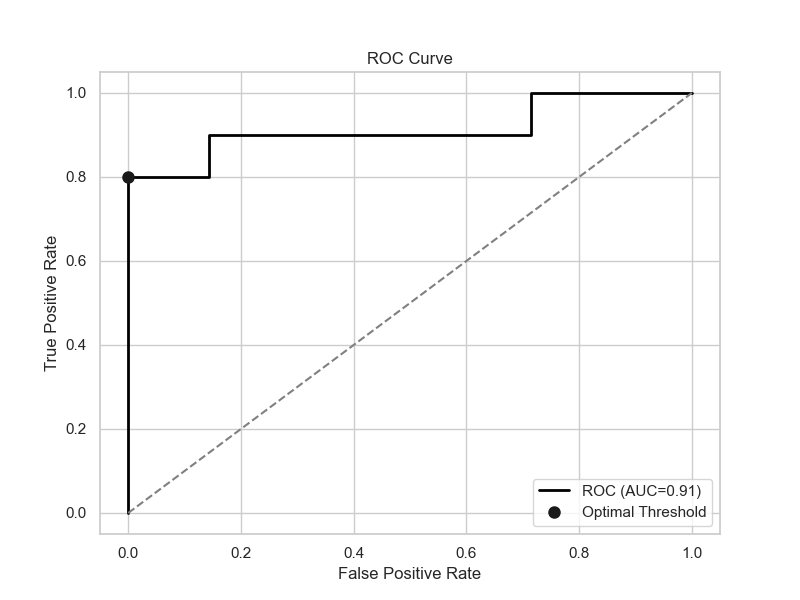 ROC Curve
True Positive Rate
1.0
0.8
0.6
0.4
0.2
0.0
ROC (AUC=0.91)
Optimal Threshold
0.0 0.2 0.4 0.6 0.8 1.0
False Positive Rate